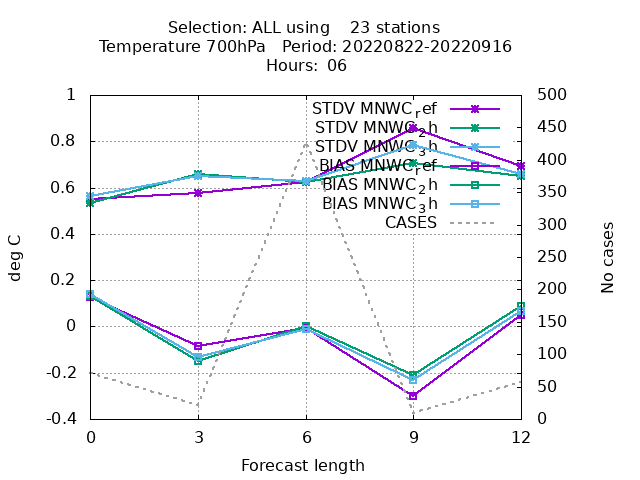 Selection: ALL using    23 stations
Temperature 700hPa   Period: 20220822-20220916
Hours: 06
STDV MNWC_ref
STDV MNWC_2h
STDV MNWC_3h
BIAS MNWC_ref
BIAS MNWC_2h
BIAS MNWC_3h
CASES
1
0.8
0.6
0.4
0.2
0
-0.2
-0.4
deg C
500
450
400
350
300
250
200
150
100
50
0
No cases
0 3 6 9 12
Forecast length